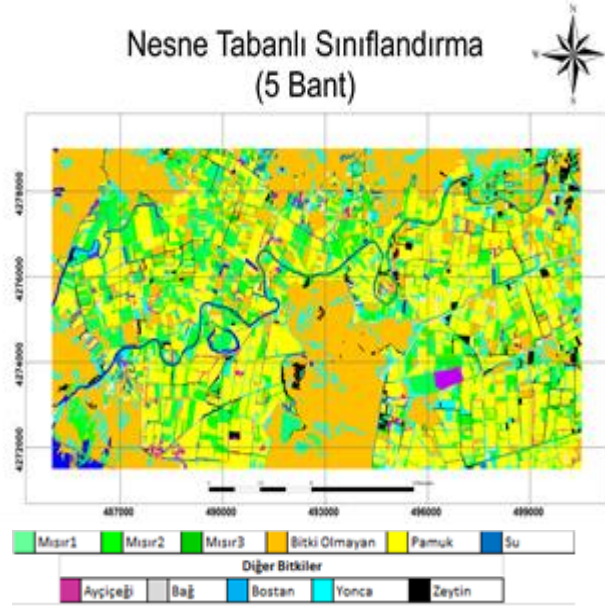 Nesne Tabanlı Sınıflandırma
(5 Bant)
N
4278000
4276000
4274000
4272000
487000 490000 493000 496000 499000
Mısır1 Mısır2 Mısır3 Bitki Olmayan Pamuk Su
Diğer Bitkiler
Ayçiçeği Bağ Bostan Yonca Zeytin